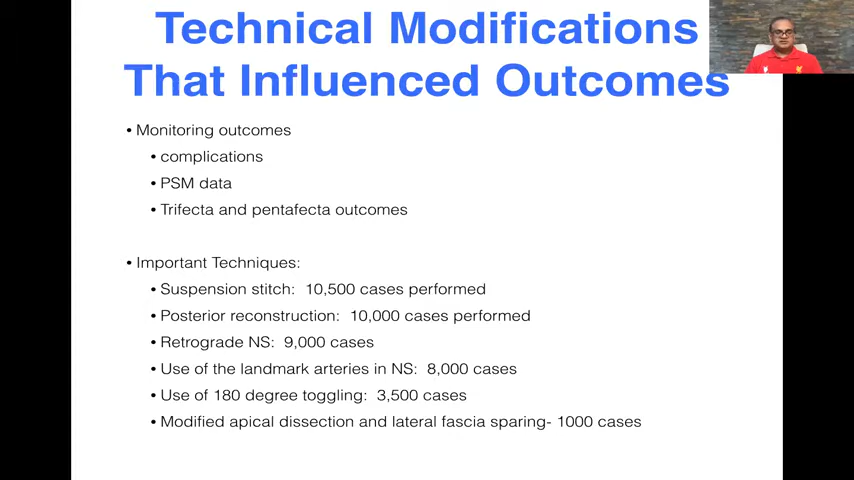 Technical Modifications
That Influenced Outcomes
• Monitoring outcomes
• complications
• PSM data
• Trifecta and pentafecta outcomes
• Important Techniques:
• Suspension stitch: 10,500 cases performed
• Posterior reconstruction: 10,000 cases performed
• Retrograde NS: 9,000 cases
• Use of the landmark arteries in NS: 8,000 cases
• Use of 180 degree toggling: 3,500 cases
• Modified apical dissection and lateral fascia sparing- 1000 cases